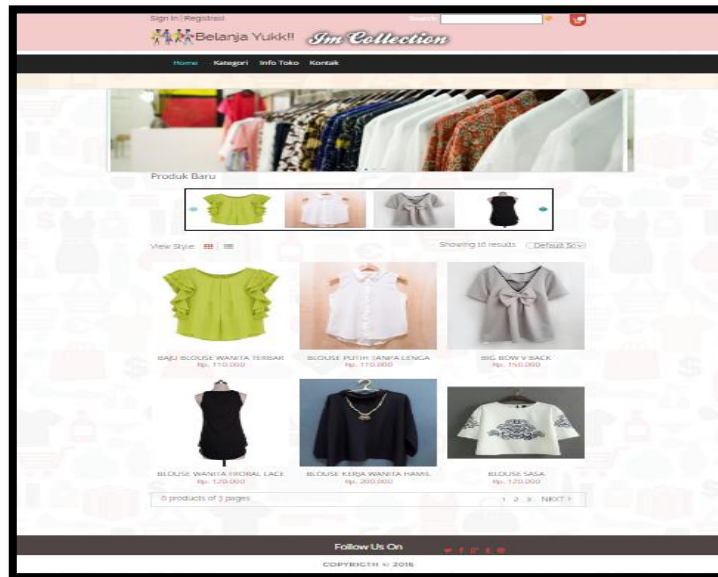 Sign In | Registrasi
Search
Belanja Yukk!! Im Collection
Home Kategori Info Toko Kontak
Produk Baru
View Style:
Showing 16 results Default So
BAJU BLOUSE WANITA TERBAR
Rp. 110.000
BLOUSE PUTIH TANPA LENGA
Rp. 110.000
BIG BOW V BACK
Rp. 150.000
BLOUSE WANITA FRORAL LACE
Rp. 120.000
BLOUSE KERJA WANITA HAMIL
Rp. 200.000
BLOUSE SASA
Rp. 120.000
products of 3 pages
1 2 3 NEXT >
Follow Us On
COPYRIGTH © 2016